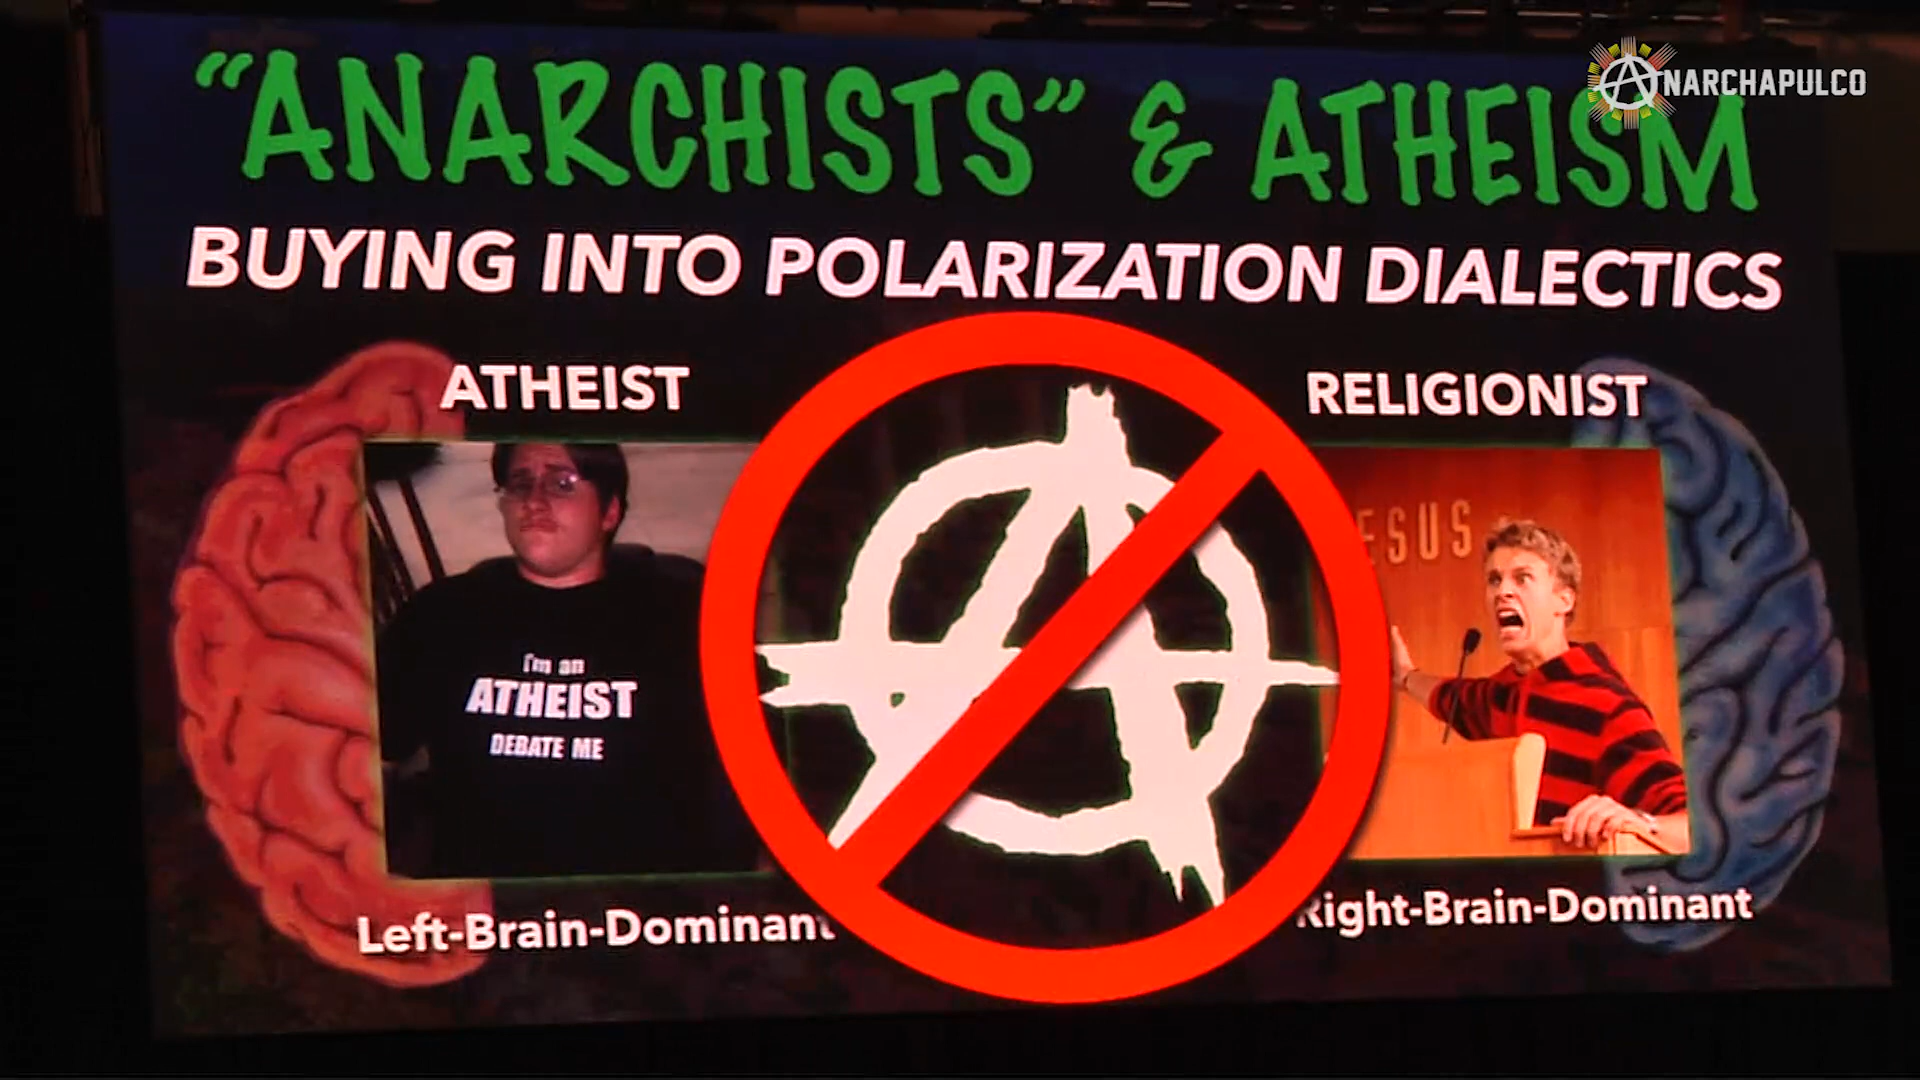 ANARCHAPULCO
“ANARCHISTS” & ATHEISM
BUYING INTO POLARIZATION DIALECTICS
ATHEIST
RELIGIONIST
I'm an
ATHEIST
DEBATE ME
ESUS
Left-Brain-Dominant
Right-Brain-Dominant